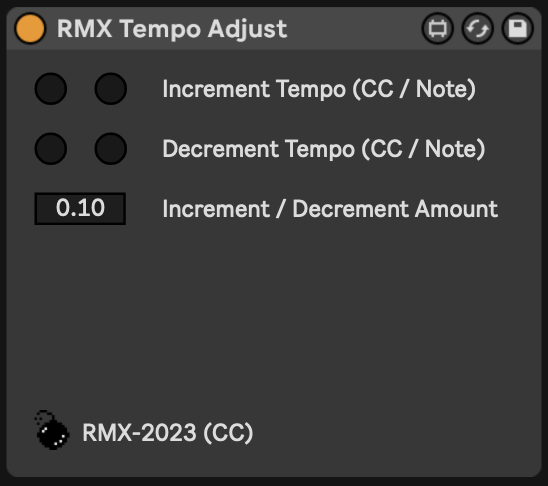 RMX Tempo Adjust
Increment Tempo (CC / Note)
Decrement Tempo (CC / Note)
0.10 Increment / Decrement Amount
RMX-2023 (CC)